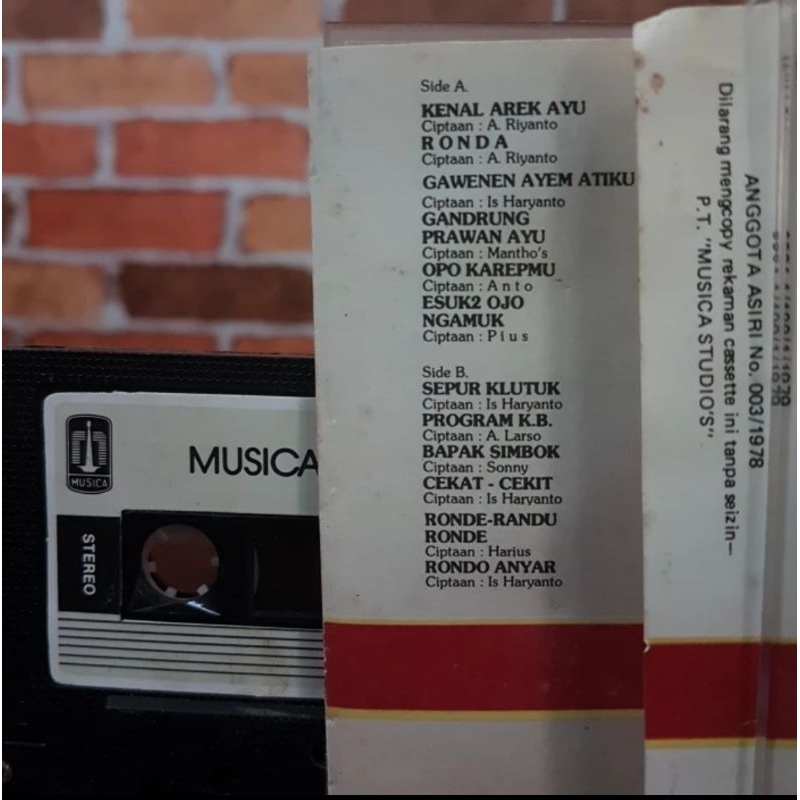 Side A.
KENAL AREK AYU
Ciptaan : A. Riyanto
RONDA
Ciptaan : A. Riyanto
GAWENEN AYEM ATIKU
Ciptaan : Is Haryanto
GANDRUNG
PRAWAN AYU
Ciptaan : Mantho's
OPO KAREPMU
Ciptaan : Anto
ESUK2 OJO
NGAMUK
Ciptaan : Pius
Side B.
SEPUR KLUTUK
Ciptaan : Is Haryanto
PROGRAM K.B.
Ciptaan : A. Larso
BAPAK SIMBOK
Ciptaan : Sonny
CEKAT - CEKIT
Ciptaan : Is Haryanto
RONDE-RANDU
RONDE
Ciptaan : Harius
RONDO ANYAR
Ciptaan : Is Haryanto
ANGGOTA ASIRI No. 003/1978
Dilarang mengcopy rekaman cassette ini tanpa seizin—
P.T. "MUSICA STUDIO'S"
MUSICA
MUSICA
STEREO